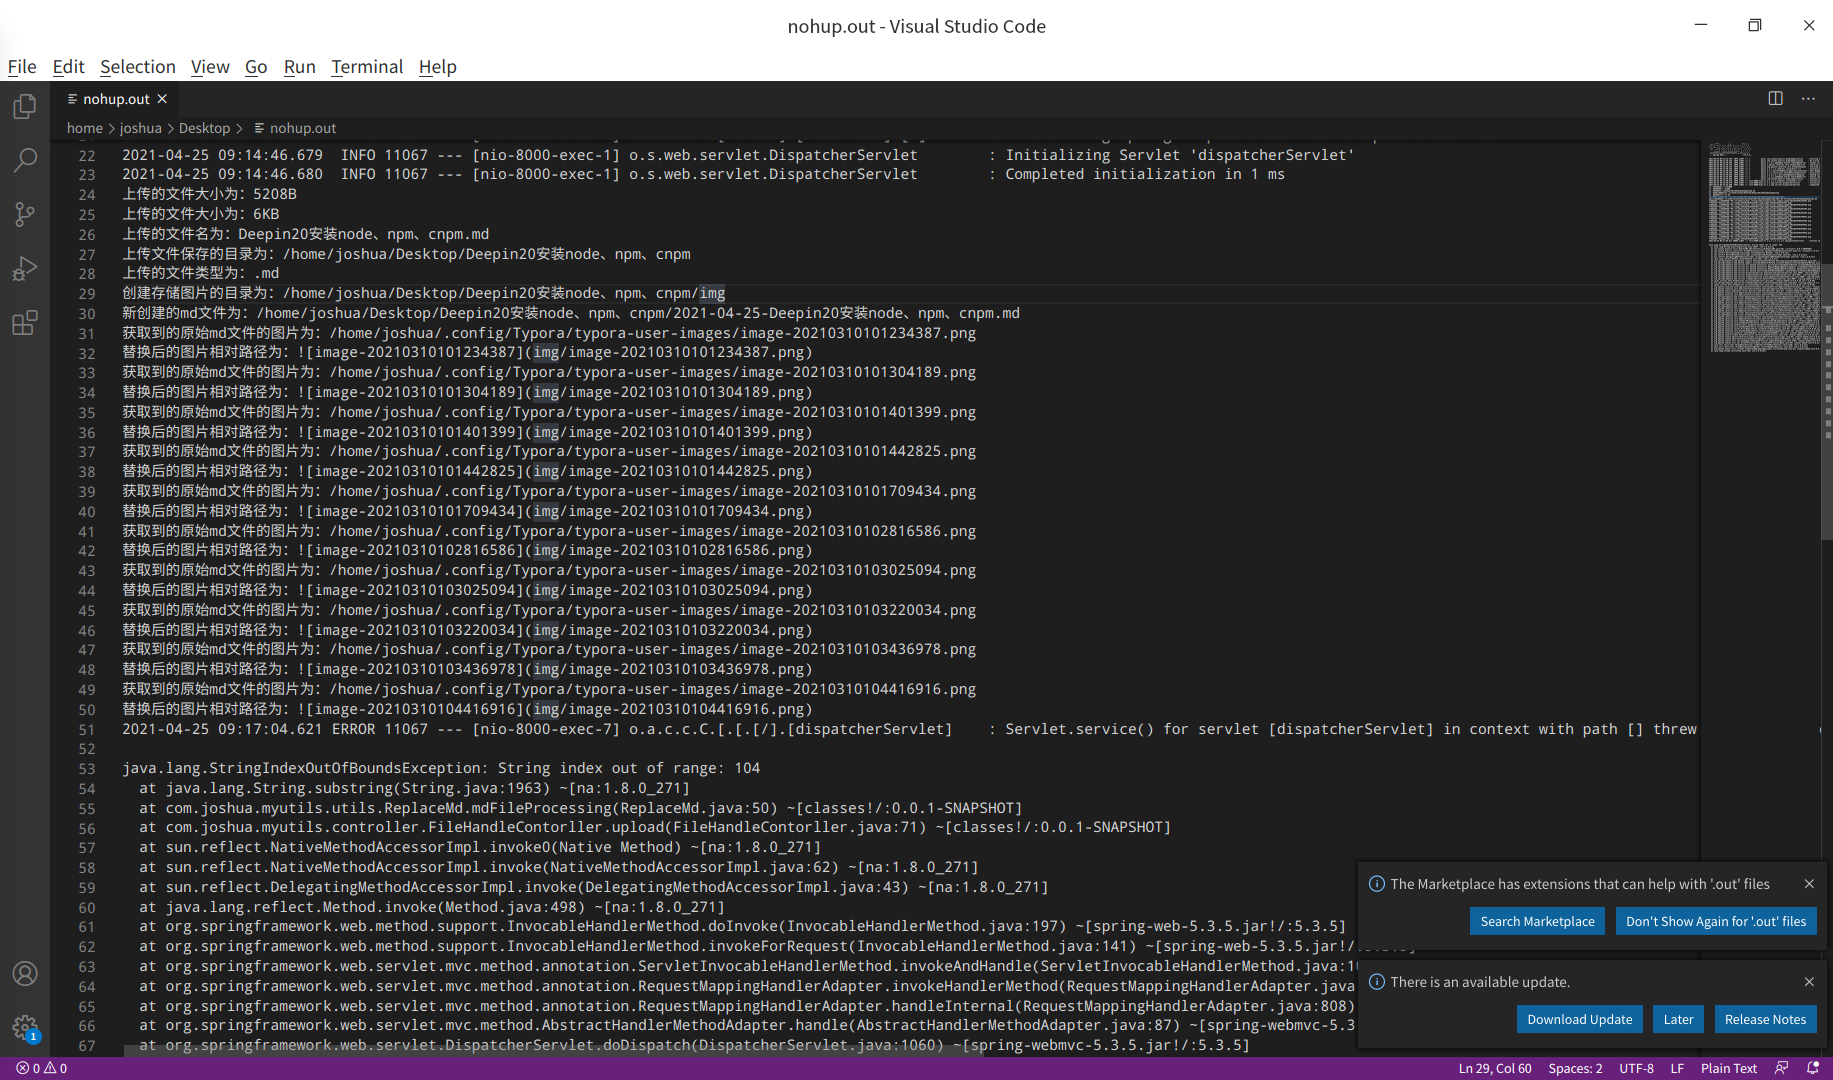 nohup.out - Visual Studio Code
File Edit Selection View Go Run Terminal Help
nohup.out
home > joshua > Desktop > nohup.out
22 2021-04-25 09:14:46.679 INFO 11067 --- [nio-8000-exec-1] o.s.web.servlet.DispatcherServlet : Initializing Servlet 'dispatcherServlet'
23 2021-04-25 09:14:46.680 INFO 11067 --- [nio-8000-exec-1] o.s.web.servlet.DispatcherServlet : Completed initialization in 1 ms
24 上传的文件大小为：5208B
25 上传的文件大小为：6KB
26 上传的文件名为：Deepin20安装node、npm、cnpm.md
27 上传文件保存的目录为：/home/joshua/Desktop/Deepin20安装node、npm、cnpm
28 上传的文件类型为：.md
29 创建存储图片的目录为：/home/joshua/Desktop/Deepin20安装node、npm、cnpm/img
30 新创建的md文件为：/home/joshua/Desktop/Deepin20安装node、npm、cnpm/2021-04-25-Deepin20安装node、npm、cnpm.md
31 获取到的原始md文件的图片为：/home/joshua/.config/Typora/typora-user-images/image-20210310101234387.png
32 替换后的图片相对路径为：![image-20210310101234387](img/image-20210310101234387.png)
33 获取到的原始md文件的图片为：/home/joshua/.config/Typora/typora-user-images/image-20210310101304189.png
34 替换后的图片相对路径为：![image-20210310101304189](img/image-20210310101304189.png)
35 获取到的原始md文件的图片为：/home/joshua/.config/Typora/typora-user-images/image-20210310101401399.png
36 替换后的图片相对路径为：![image-20210310101401399](img/image-20210310101401399.png)
37 获取到的原始md文件的图片为：/home/joshua/.config/Typora/typora-user-images/image-20210310101442825.png
38 替换后的图片相对路径为：![image-20210310101442825](img/image-20210310101442825.png)
39 获取到的原始md文件的图片为：/home/joshua/.config/Typora/typora-user-images/image-20210310101709434.png
40 替换后的图片相对路径为：![image-20210310101709434](img/image-20210310101709434.png)
41 获取到的原始md文件的图片为：/home/joshua/.config/Typora/typora-user-images/image-20210310102816586.png
42 替换后的图片相对路径为：![image-20210310102816586](img/image-20210310102816586.png)
43 获取到的原始md文件的图片为：/home/joshua/.config/Typora/typora-user-images/image-20210310103025094.png
44 替换后的图片相对路径为：![image-20210310103025094](img/image-20210310103025094.png)
45 获取到的原始md文件的图片为：/home/joshua/.config/Typora/typora-user-images/image-20210310103220034.png
46 替换后的图片相对路径为：![image-20210310103220034](img/image-20210310103220034.png)
47 获取到的原始md文件的图片为：/home/joshua/.config/Typora/typora-user-images/image-20210310103436978.png
48 替换后的图片相对路径为：![image-20210310103436978](img/image-20210310103436978.png)
49 获取到的原始md文件的图片为：/home/joshua/.config/Typora/typora-user-images/image-20210310104416916.png
50 替换后的图片相对路径为：![image-20210310104416916](img/image-20210310104416916.png)
51 2021-04-25 09:17:04.621 ERROR 11067 --- [nio-8000-exec-7] o.a.c.c.C.[.[.[/].[dispatcherServlet] : Servlet.service() for servlet [dispatcherServlet] in context with path [] threw
52
53 java.lang.StringIndexOutOfBoundsException: String index out of range: 104
54 at java.lang.String.substring(String.java:1963) ~[na:1.8.0_271]
55 at com.joshua.myutils.utils.ReplaceMd.mdFileProcessing(ReplaceMd.java:50) ~[classes!/:0.0.1-SNAPSHOT]
56 at com.joshua.myutils.controller.FileHandleContorller.upload(FileHandleContorller.java:71) ~[classes!/:0.0.1-SNAPSHOT]
57 at sun.reflect.NativeMethodAccessorImpl.invoke0(Native Method) ~[na:1.8.0_271]
58 at sun.reflect.NativeMethodAccessorImpl.invoke(NativeMethodAccessorImpl.java:62) ~[na:1.8.0_271]
59 at sun.reflect.DelegatingMethodAccessorImpl.invoke(DelegatingMethodAccessorImpl.java:43) ~[na:1.8.0_271]
60 at java.lang.reflect.Method.invoke(Method.java:498) ~[na:1.8.0_271]
61 at org.springframework.web.method.support.InvocableHandlerMethod.doInvoke(InvocableHandlerMethod.java:197) ~[spring-web-5.3.5.jar!/:5.3.5]
62 at org.springframework.web.method.support.InvocableHandlerMethod.invokeForRequest(InvocableHandlerMethod.java:141) ~[spring-web-5.3.5.jar!/
63 at org.springframework.web.servlet.mvc.method.annotation.ServletInvocableHandlerMethod.invokeAndHandle(ServletInvocableHandlerMethod.java:1
64 at org.springframework.web.servlet.mvc.method.annotation.RequestMappingHandlerAdapter.invokeHandlerMethod(RequestMappingHandlerAdapter.java
65 at org.springframework.web.servlet.mvc.method.annotation.RequestMappingHandlerAdapter.handleInternal(RequestMappingHandlerAdapter.java:808)
66 at org.springframework.web.servlet.mvc.method.AbstractHandlerMethodAdapter.handle(AbstractHandlerMethodAdapter.java:87) ~[spring-webmvc-5.3
67 at org.springframework.web.servlet.DispatcherServlet.doDispatch(DispatcherServlet.java:1060) ~[spring-webmvc-5.3.5.jar!/:5.3.5]
The Marketplace has extensions that can help with '.out' files
Search Marketplace Don't Show Again for '.out' files
There is an available update.
Download Update Later Release Notes
1
0 0 Ln 29, Col 60 Spaces: 2 UTF-8 LF Plain Text